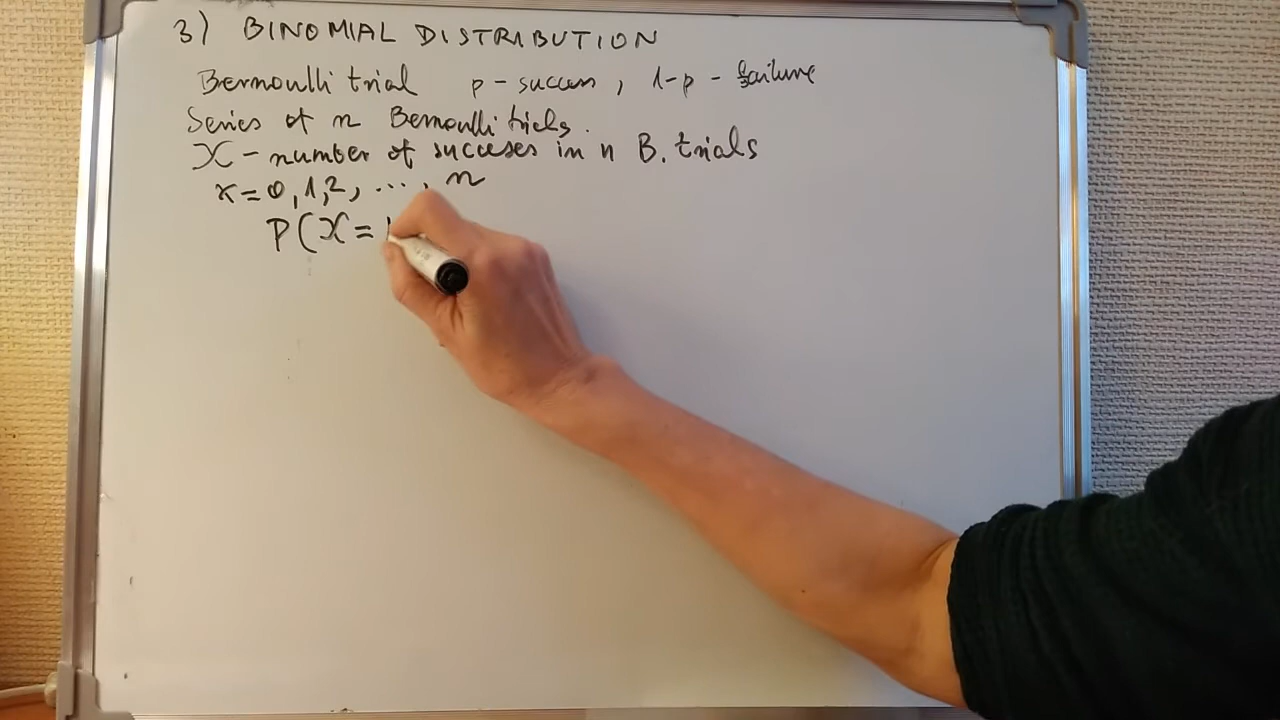 3) BINOMIAL DISTRIBUTION
Bernoulli trial p - success, 1-p - failure
Series of n Bernoulli trials.
X - number of succeses in n B. trials
x = 0, 1, 2, ..., n
P(X =